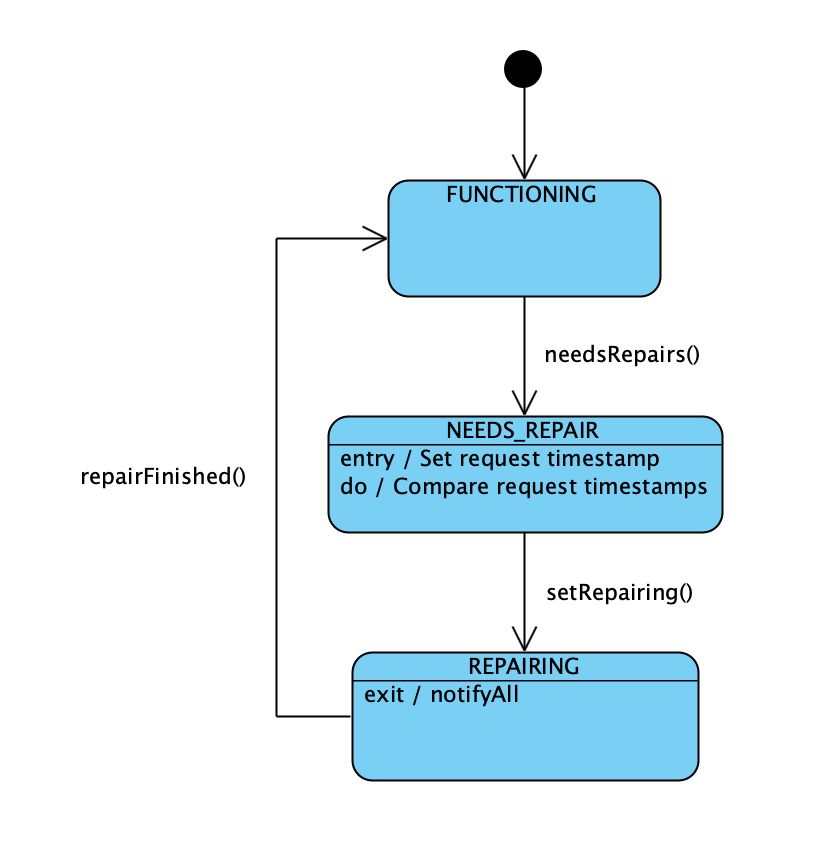 FUNCTIONING
needsRepairs()
NEEDS_REPAIR
entry / Set request timestamp
do / Compare request timestamps
repairFinished()
setRepairing()
REPAIRING
exit / notifyAll